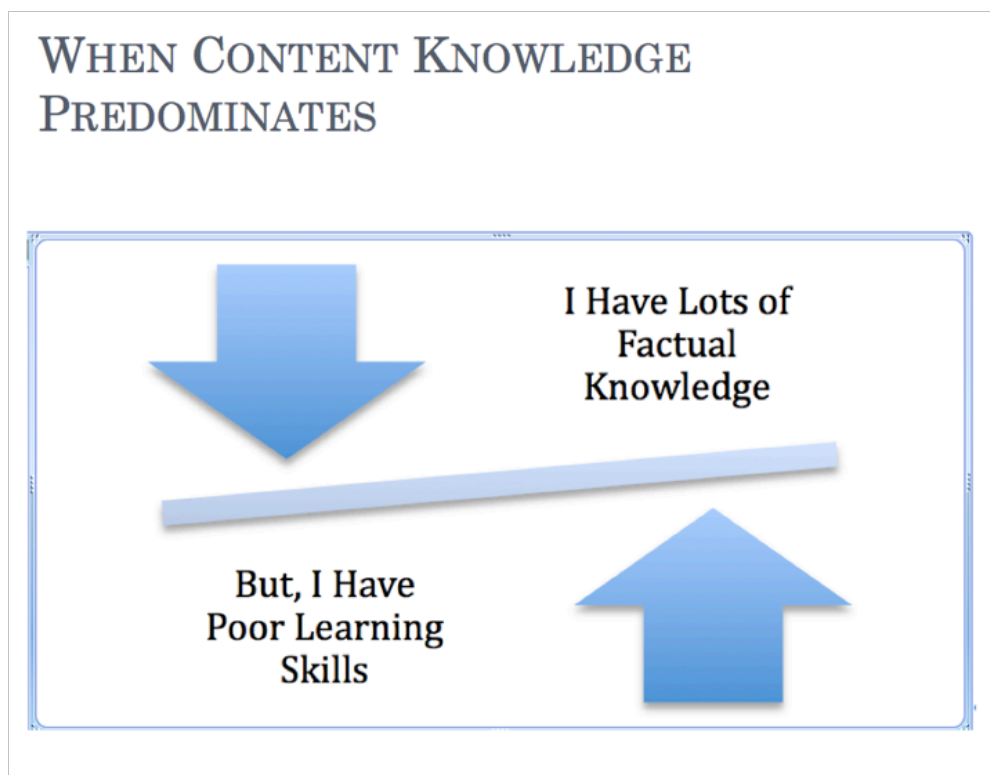 WHEN CONTENT KNOWLEDGE
PREDOMINATES
I Have Lots of
Factual
Knowledge
But, I Have
Poor Learning
Skills